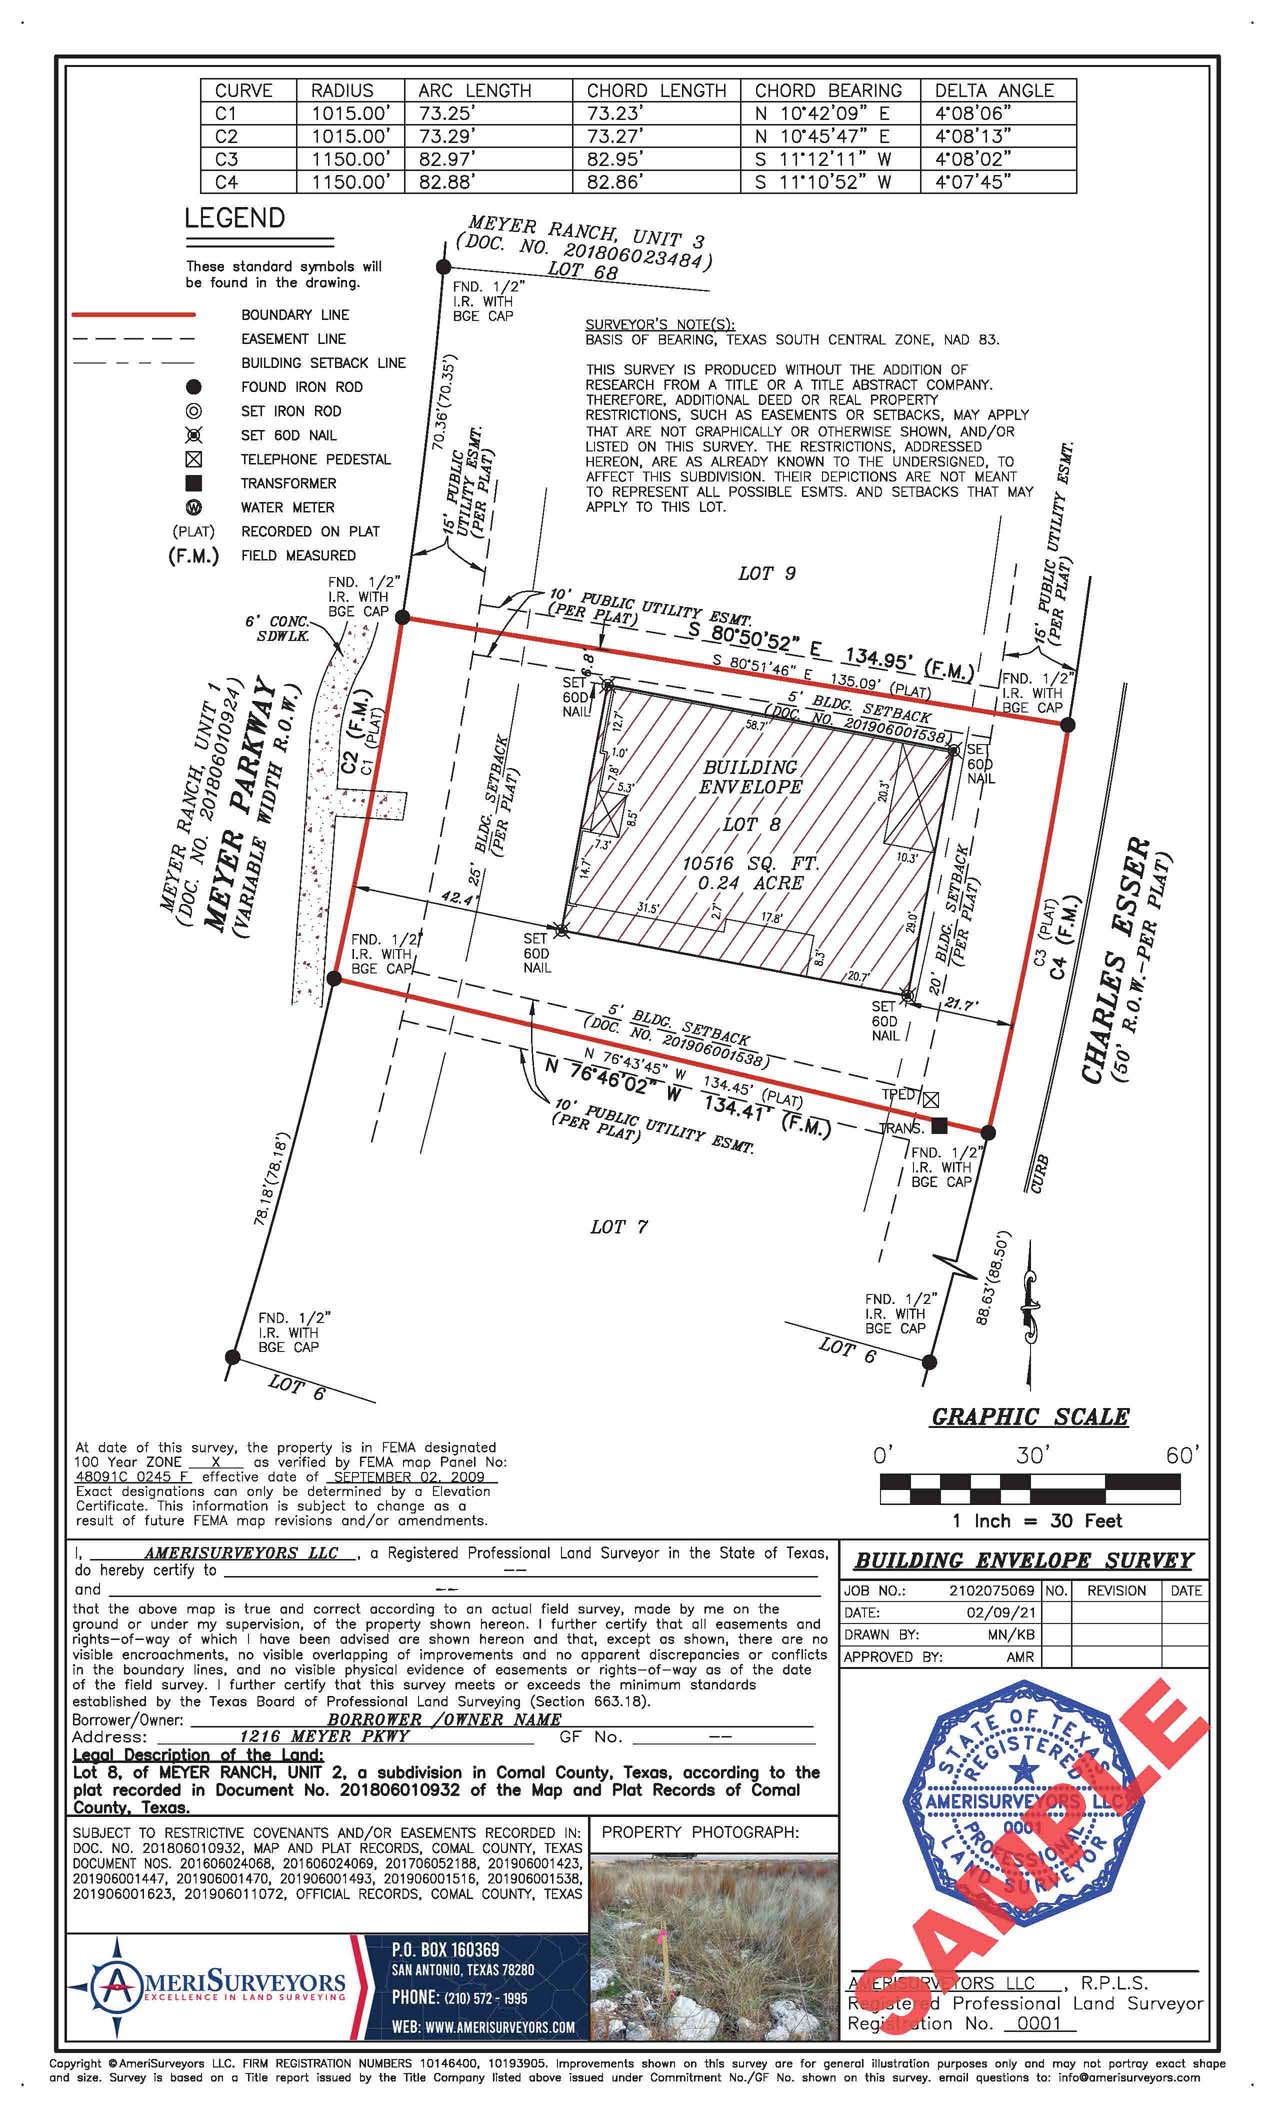 CURVE RADIUS ARC LENGTH CHORD LENGTH CHORD BEARING DELTA ANGLE
C1 1015.00' 73.25' 73.23' N 10°42'09" E 4°08'06"
C2 1015.00' 73.29' 73.27' N 10°45'47" E 4°08'13"
C3 1150.00' 82.97' 82.95' S 11°12'11" W 4°08'02"
C4 1150.00' 82.88' 82.86' S 11°10'52" W 4°07'45"
LEGEND
These standard symbols will
be found in the drawing.
BOUNDARY LINE
EASEMENT LINE
BUILDING SETBACK LINE
FOUND IRON ROD
SET IRON ROD
SET 60D NAIL
TELEPHONE PEDESTAL
TRANSFORMER
W WATER METER
(PLAT) RECORDED ON PLAT
(F.M.) FIELD MEASURED
MEYER RANCH, UNIT 3
(DOC. NO. 201806023484)
LOT 68
FND. 1/2"
I.R. WITH
BGE CAP
SURVEYOR'S NOTE(S):
BASIS OF BEARING, TEXAS SOUTH CENTRAL ZONE, NAD 83.
THIS SURVEY IS PRODUCED WITHOUT THE ADDITION OF
RESEARCH FROM A TITLE OR A TITLE ABSTRACT COMPANY.
THEREFORE, ADDITIONAL DEED OR REAL PROPERTY
RESTRICTIONS, SUCH AS EASEMENTS OR SETBACKS, MAY APPLY
THAT ARE NOT GRAPHICALLY OR OTHERWISE SHOWN, AND/OR
LISTED ON THIS SURVEY. THE RESTRICTIONS, ADDRESSED
HEREON, ARE AS ALREADY KNOWN TO THE UNDERSIGNED, TO
AFFECT THIS SUBDIVISION. THEIR DEPICTIONS ARE NOT MEANT
TO REPRESENT ALL POSSIBLE ESMTS. AND SETBACKS THAT MAY
APPLY TO THIS LOT.
70.36'(70.35')
15' PUBLIC
UTILITY ESMT.
(PER PLAT)
15' PUBLIC UTILITY ESMT.
(PER PLAT)
LOT 9
FND. 1/2"
I.R. WITH
BGE CAP
6' CONC.
SDWLK.
10' PUBLIC UTILITY ESMT.
(PER PLAT)
S 80°50'52" E 134.95' (F.M.)
S 80°51'46" E 135.09' (PLAT)
FND. 1/2"
I.R. WITH
BGE CAP
5' BLDG. SETBACK
(DOC. NO. 201906001538)
6.8'
SET
60D
NAIL
SET
60D
NAIL
MEYER RANCH, UNIT 1
(DOC. NO. 201806010924)
MEYER PARKWAY
(VARIABLE WIDTH R.O.W.)
C2 (F.M.)
C1 (PLAT)
25' BLDG. SETBACK
(PER PLAT)
12.7'
58.7'
1.0'
7.8'
5.3'
8.5'
7.3'
14.7'
20.3'
10.3'
BUILDING
ENVELOPE
LOT 8
10516 SQ. FT.
0.24 ACRE
31.5'
2.7'
17.8'
8.3'
20.7'
29.0'
42.4'
21.7'
20' BLDG. SETBACK
(PER PLAT)
C3 (PLAT)
C4 (F.M.)
CHARLES ESSER
(50' R.O.W.-PER PLAT)
FND. 1/2"
I.R. WITH
BGE CAP
SET
60D
NAIL
SET
60D
NAIL
5' BLDG. SETBACK
(DOC. NO. 201906001538)
N 76°43'45" W 134.45' (PLAT)
N 76°46'02" W 134.41' (F.M.)
10' PUBLIC UTILITY ESMT.
(PER PLAT)
TPED
TRANS.
FND. 1/2"
I.R. WITH
BGE CAP
CURB
78.18'(78.18')
LOT 7
88.63'(88.50')
FND. 1/2"
I.R. WITH
BGE CAP
LOT 6
FND. 1/2"
I.R. WITH
BGE CAP
LOT 6
GRAPHIC SCALE
0' 30' 60'
1 Inch = 30 Feet
At date of this survey, the property is in FEMA designated
100 Year ZONE X as verified by FEMA map Panel No:
48091C 0245 F effective date of SEPTEMBER 02, 2009
Exact designations can only be determined by a Elevation
Certificate. This information is subject to change as a
result of future FEMA map revisions and/or amendments.
I, AMERISURVEYORS LLC, a Registered Professional Land Surveyor in the State of Texas,
do hereby certify to --
and --
that the above map is true and correct according to an actual field survey, made by me on the
ground or under my supervision, of the property shown hereon. I further certify that all easements and
rights-of-way of which I have been advised are shown hereon and that, except as shown, there are no
visible encroachments, no visible overlapping of improvements and no apparent discrepancies or conflicts
in the boundary lines, and no visible physical evidence of easements or rights-of-way as of the date
of the field survey. I further certify that this survey meets or exceeds the minimum standards
established by the Texas Board of Professional Land Surveying (Section 663.18).
Borrower/Owner: BORROWER /OWNER NAME
Address: 1216 MEYER PKWY GF No. --
Legal Description of the Land:
Lot 8, of MEYER RANCH, UNIT 2, a subdivision in Comal County, Texas, according to the
plat recorded in Document No. 201806010932 of the Map and Plat Records of Comal
County, Texas.
BUILDING ENVELOPE SURVEY
JOB NO.: 2102075069 NO. REVISION DATE
DATE: 02/09/21
DRAWN BY: MN/KB
APPROVED BY: AMR
STATE OF TEXAS
REGISTERED
AMERISURVEYORS LLC
0001
PROFESSIONAL
LAND SURVEYOR
SAMPLE
AMERISURVEYORS LLC, R.P.L.S.
Registered Professional Land Surveyor
Registration No. 0001
SUBJECT TO RESTRICTIVE COVENANTS AND/OR EASEMENTS RECORDED IN:
DOC. NO. 201806010932, MAP AND PLAT RECORDS, COMAL COUNTY, TEXAS
DOCUMENT NOS. 201606024068, 201606024069, 201706052188, 201906001423,
201906001447, 201906001470, 201906001493, 201906001516, 201906001538,
201906001623, 201906011072, OFFICIAL RECORDS, COMAL COUNTY, TEXAS
PROPERTY PHOTOGRAPH:
AMERISURVEYORS
EXCELLENCE IN LAND SURVEYING
P.O. BOX 160369
SAN ANTONIO, TEXAS 78280
PHONE: (210) 572 - 1995
WEB: WWW.AMERISURVEYORS.COM
Copyright ©AmeriSurveyors LLC. FIRM REGISTRATION NUMBERS 10146400, 10193905. Improvements shown on this survey are for general illustration purposes only and may not portray exact shape
and size. Survey is based on a Title report issued by the Title Company listed above issued under Commitment No./GF No. shown on this survey. email questions to: info@amerisurveyors.com